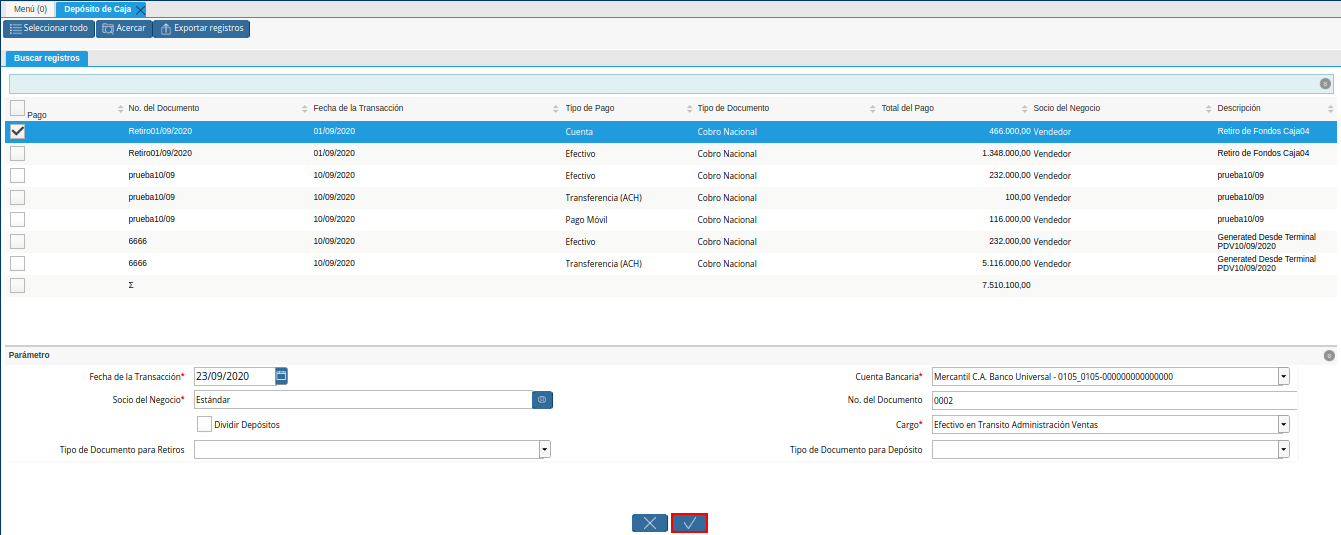 Menú (0) Depósito de Caja
Seleccionar todo Acercar Exportar registros
Buscar registros
Pago No. del Documento Fecha de la Transacción Tipo de Pago Tipo de Documento Total del Pago Socio del Negocio Descripción
Retiro01/09/2020 01/09/2020 Cuenta Cobro Nacional 466.000,00 Vendedor Retiro de Fondos Caja04
Retiro01/09/2020 01/09/2020 Efectivo Cobro Nacional 1.348.000,00 Vendedor Retiro de Fondos Caja04
prueba10/09 10/09/2020 Efectivo Cobro Nacional 232.000,00 Vendedor prueba10/09
prueba10/09 10/09/2020 Transferencia (ACH) Cobro Nacional 100,00 Vendedor prueba10/09
prueba10/09 10/09/2020 Pago Móvil Cobro Nacional 116.000,00 Vendedor prueba10/09
6666 10/09/2020 Efectivo Cobro Nacional 232.000,00 Vendedor Generated Desde Terminal
PDV10/09/2020
6666 10/09/2020 Transferencia (ACH) Cobro Nacional 5.116.000,00 Vendedor Generated Desde Terminal
PDV10/09/2020
Σ 7.510.100,00
Parámetro
Fecha de la Transacción* 23/09/2020 Cuenta Bancaria* Mercantil C.A. Banco Universal - 0105_0105-000000000000000
Socio del Negocio* Estándar No. del Documento 0002
Dividir Depósitos Cargo* Efectivo en Transito Administración Ventas
Tipo de Documento para Retiros Tipo de Documento para Depósito